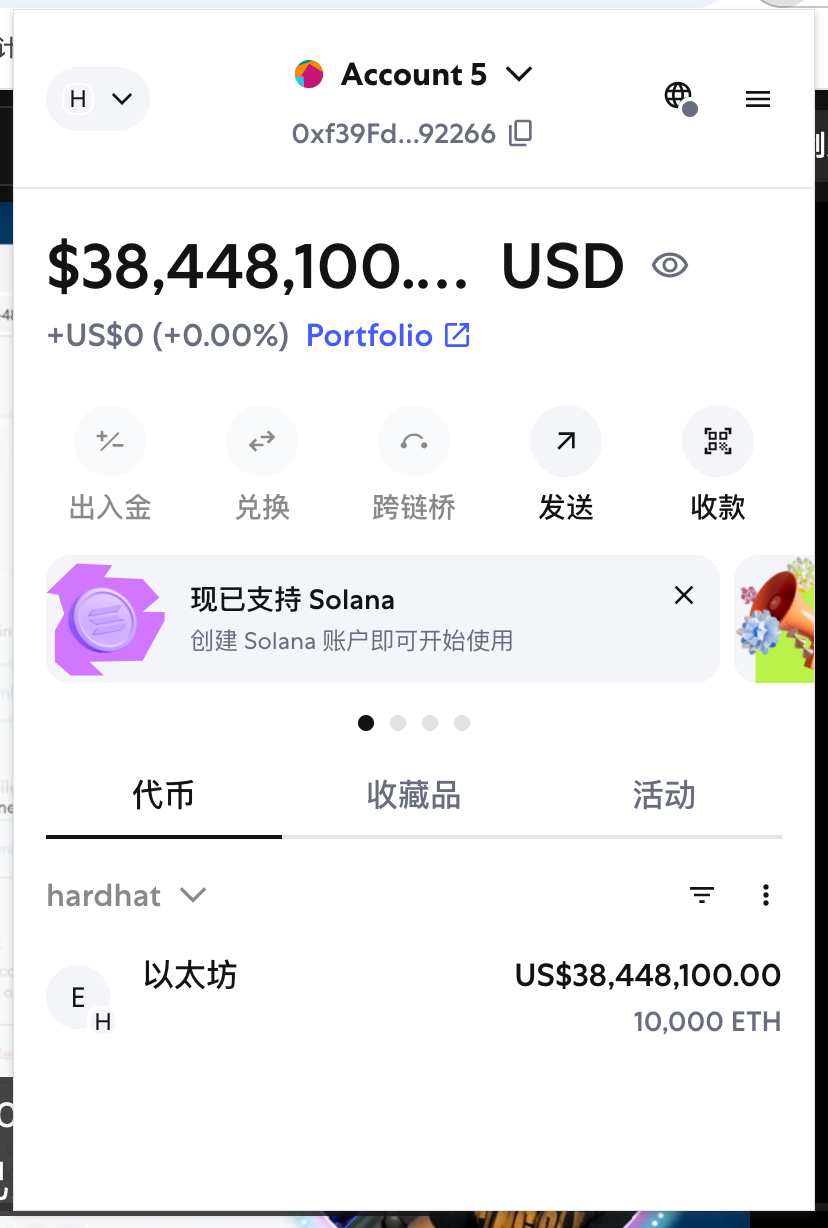 H
Account 5
0xf39Fd...92266
$38,448,100.... USD
+US$0 (+0.00%) Portfolio
出入金
兑换
跨链桥
发送
收款
现已支持 Solana
创建 Solana 账户即可开始使用
代币
收藏品
活动
hardhat
E
H
以太坊
US$38,448,100.00
10,000 ETH